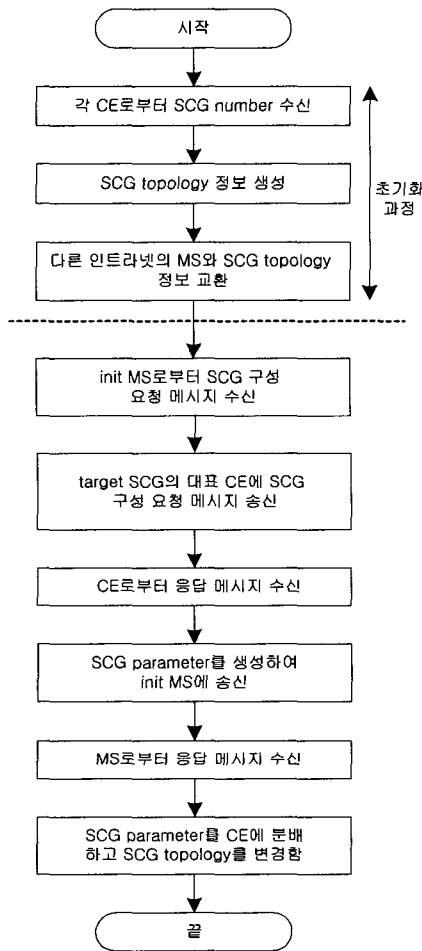 시작
각 CE로부터 SCG number 수신
SCG topology 정보 생성
초기화
과정
다른 인트라넷의 MS와 SCG topology
정보 교환
init MS로부터 SCG 구성
요청 메시지 수신
target SCG의 대표 CE에 SCG
구성 요청 메시지 송신
CE로부터 응답 메시지 수신
SCG parameter를 생성하여
init MS에 송신
MS로부터 응답 메시지 수신
SCG parameter를 CE에 분배
하고 SCG topology를 변경함
끝